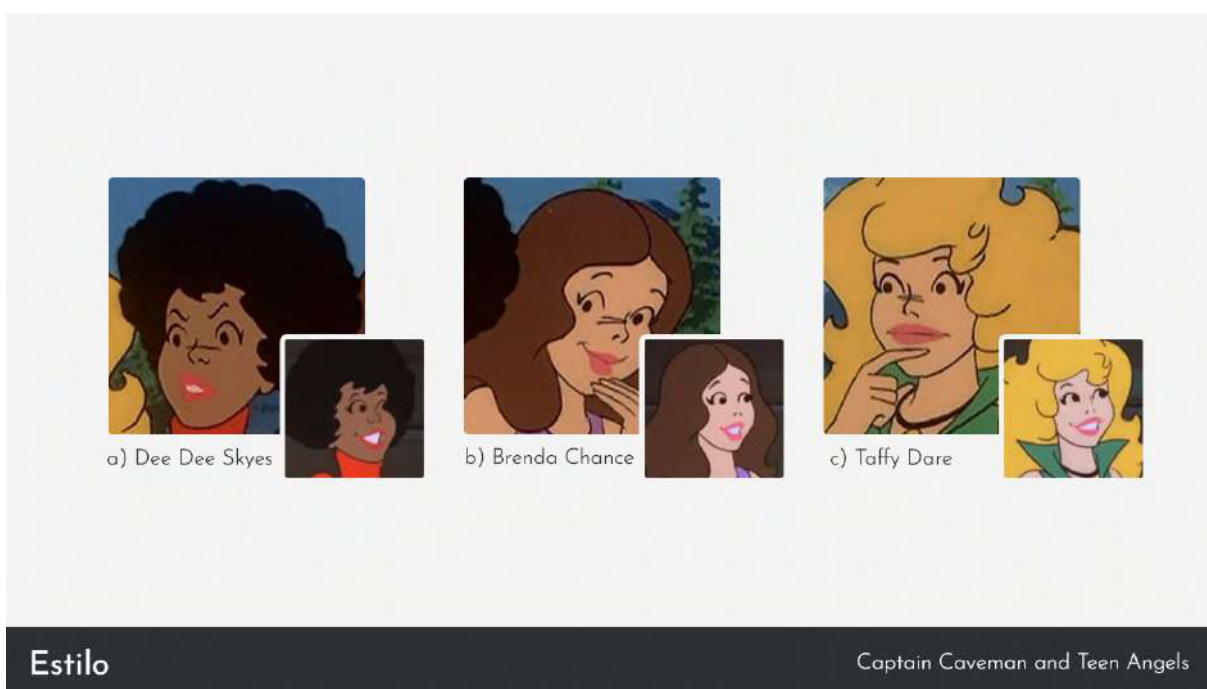 a) Dee Dee Skyes
b) Brenda Chance
c) Taffy Dare
Estilo
Captain Caveman and Teen Angels